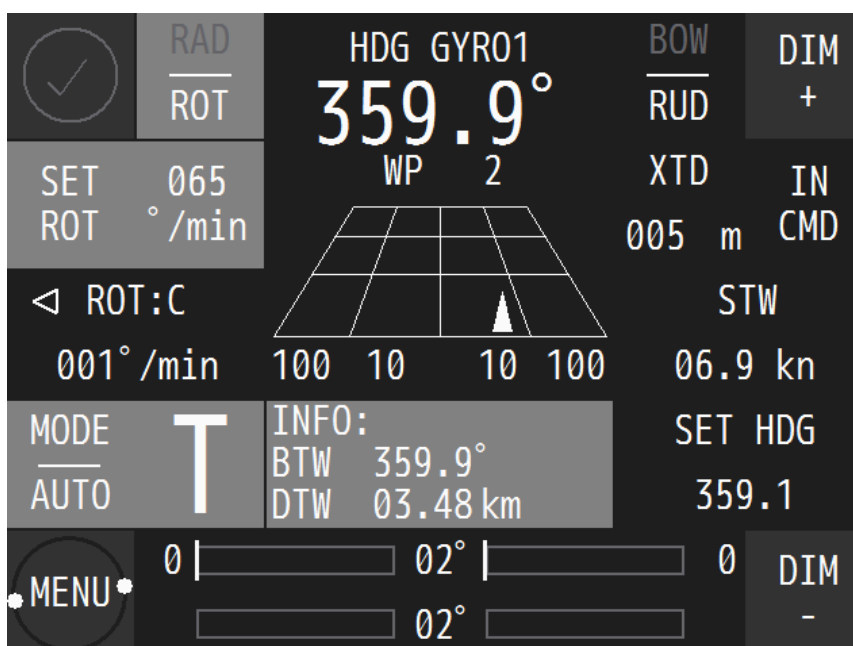 RAD
ROT
HDG GYRO1
359.9°
BOW
RUD
DIM
+
SET 065
ROT °/min
WP 2
XTD
005 m
IN
CMD
◁ ROT:C
001°/min
100 10 10 100
STW
06.9 kn
MODE
AUTO
T
INFO:
BTW 359.9°
DTW 03.48 km
SET HDG
359.1
MENU
0 02° 0
02°
DIM
-